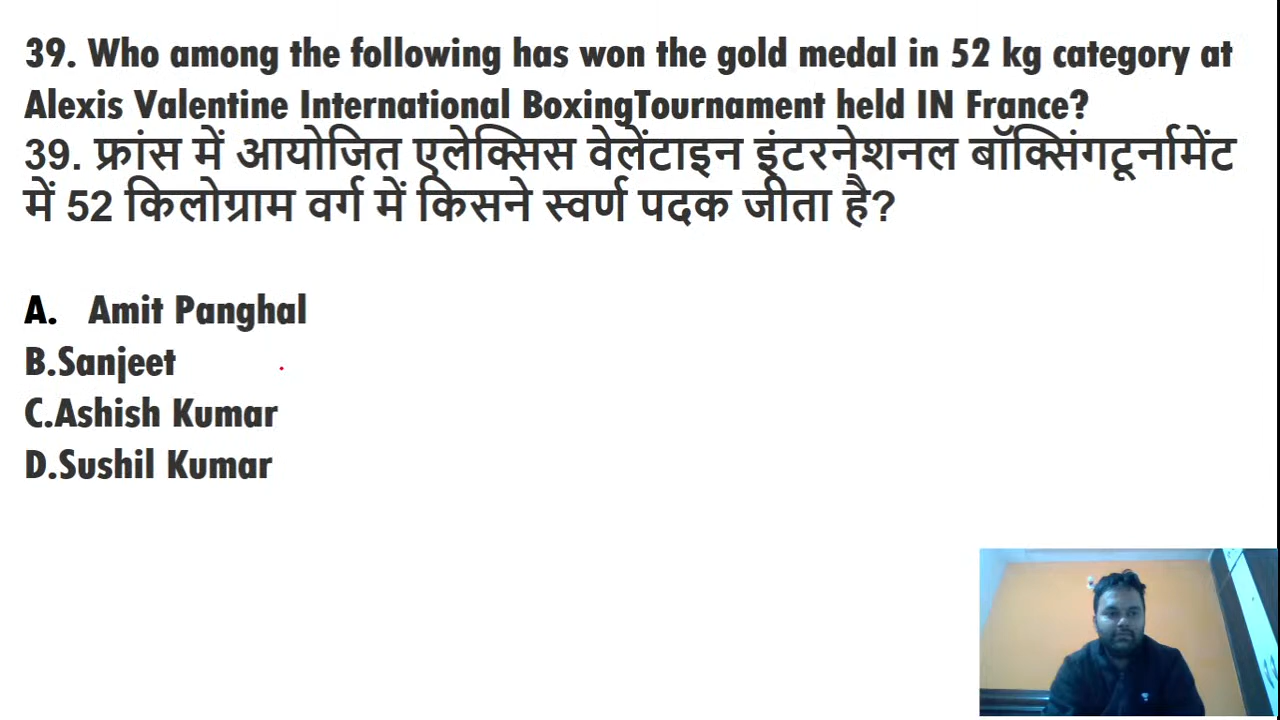 39. Who among the following has won the gold medal in 52 kg category at
Alexis Valentine International BoxingTournament held IN France?
39. फ्रांस में आयोजित एलेक्सिस वेलेंटाइन इंटरनेशनल बॉक्सिंगटूर्नामेंट
में 52 किलोग्राम वर्ग में किसने स्वर्ण पदक जीता है?
A. Amit Panghal
B.Sanjeet
C.Ashish Kumar
D.Sushil Kumar